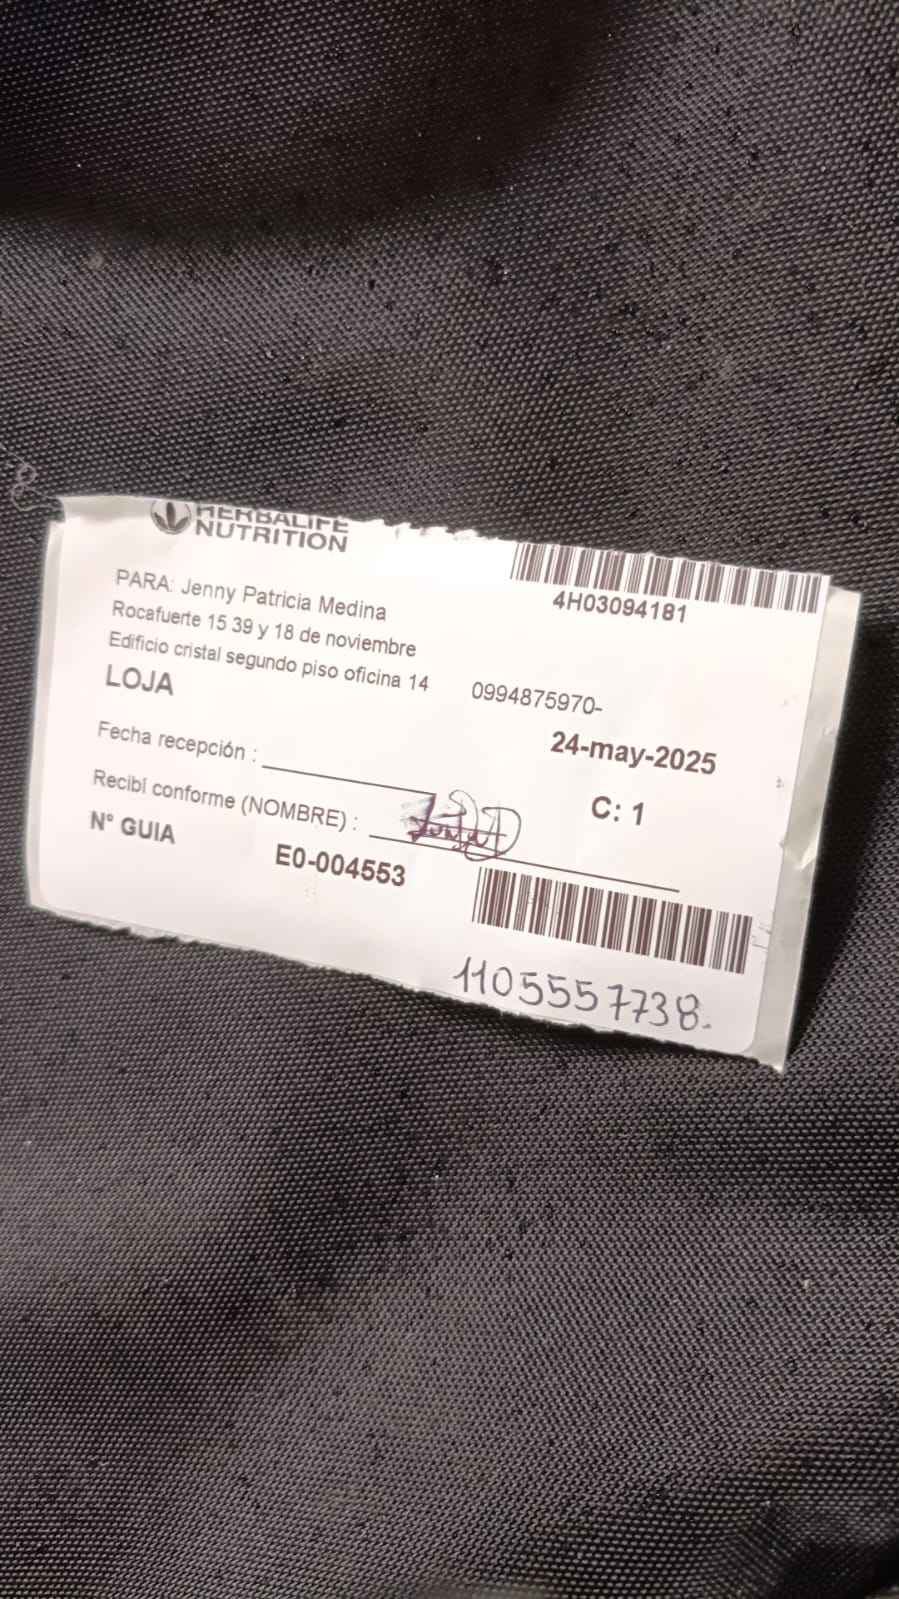 HERBALIFE
NUTRITION
4H03094181
PARA: Jenny Patricia Medina
Rocafuerte 15 39 y 18 de noviembre
Edificio cristal segundo piso oficina 14 0994875970-
LOJA
24-may-2025
Fecha recepción :
C: 1
Recibí conforme (NOMBRE) :
N° GUIA
E0-004553
1105557738.